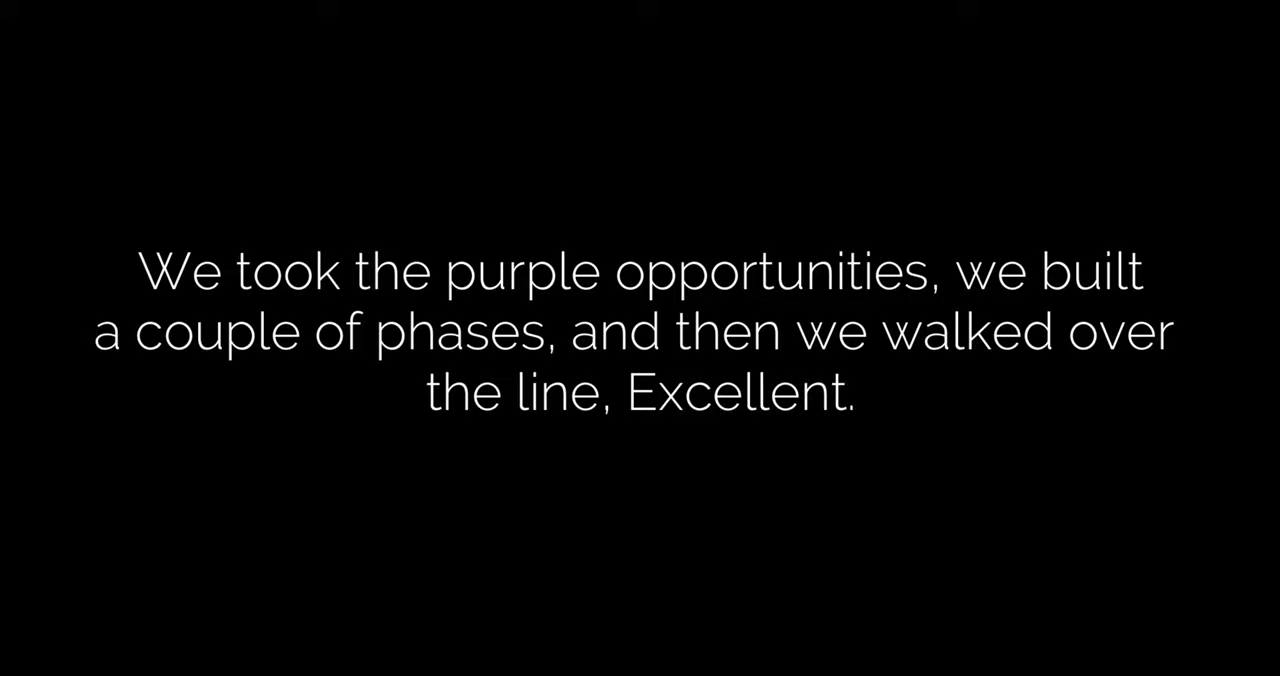 We took the purple opportunities, we built
a couple of phases, and then we walked over
the line, Excellent.